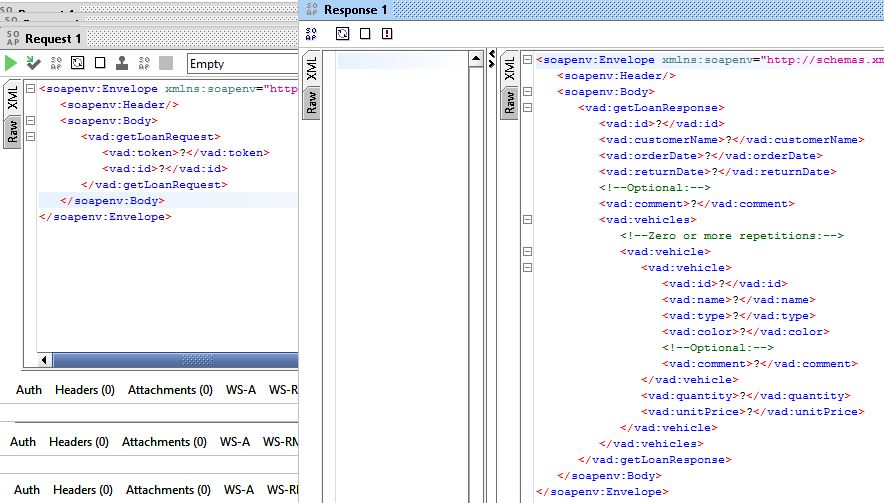 Request 1
Empty
XML
Raw
<soapenv:Envelope xmlns:soapenv="http
<soapenv:Header/>
<soapenv:Body>
<vad:getLoanRequest>
<vad:token>?</vad:token>
<vad:id>?</vad:id>
</vad:getLoanRequest>
</soapenv:Body>
</soapenv:Envelope>
Auth Headers (0) Attachments (0) WS-A WS-R
Auth Headers (0) Attachments (0) WS-A WS-RM
Auth Headers (0) Attachments (0) WS-A WS-R
SO AP Response 1
SO AP
XML
Raw
XML
Raw
<soapenv:Envelope xmlns:soapenv="http://schemas.xm
<soapenv:Header/>
<soapenv:Body>
<vad:getLoanResponse>
<vad:id>?</vad:id>
<vad:customerName>?</vad:customerName>
<vad:orderDate>?</vad:orderDate>
<vad:returnDate>?</vad:returnDate>
<!--Optional:-->
<vad:comment>?</vad:comment>
<vad:vehicles>
<!--Zero or more repetitions:-->
<vad:vehicle>
<vad:vehicle>
<vad:id>?</vad:id>
<vad:name>?</vad:name>
<vad:type>?</vad:type>
<vad:color>?</vad:color>
<!--Optional:-->
<vad:comment>?</vad:comment>
</vad:vehicle>
<vad:quantity>?</vad:quantity>
<vad:unitPrice>?</vad:unitPrice>
</vad:vehicle>
</vad:vehicles>
</vad:getLoanResponse>
</soapenv:Body>
</soapenv:Envelope>